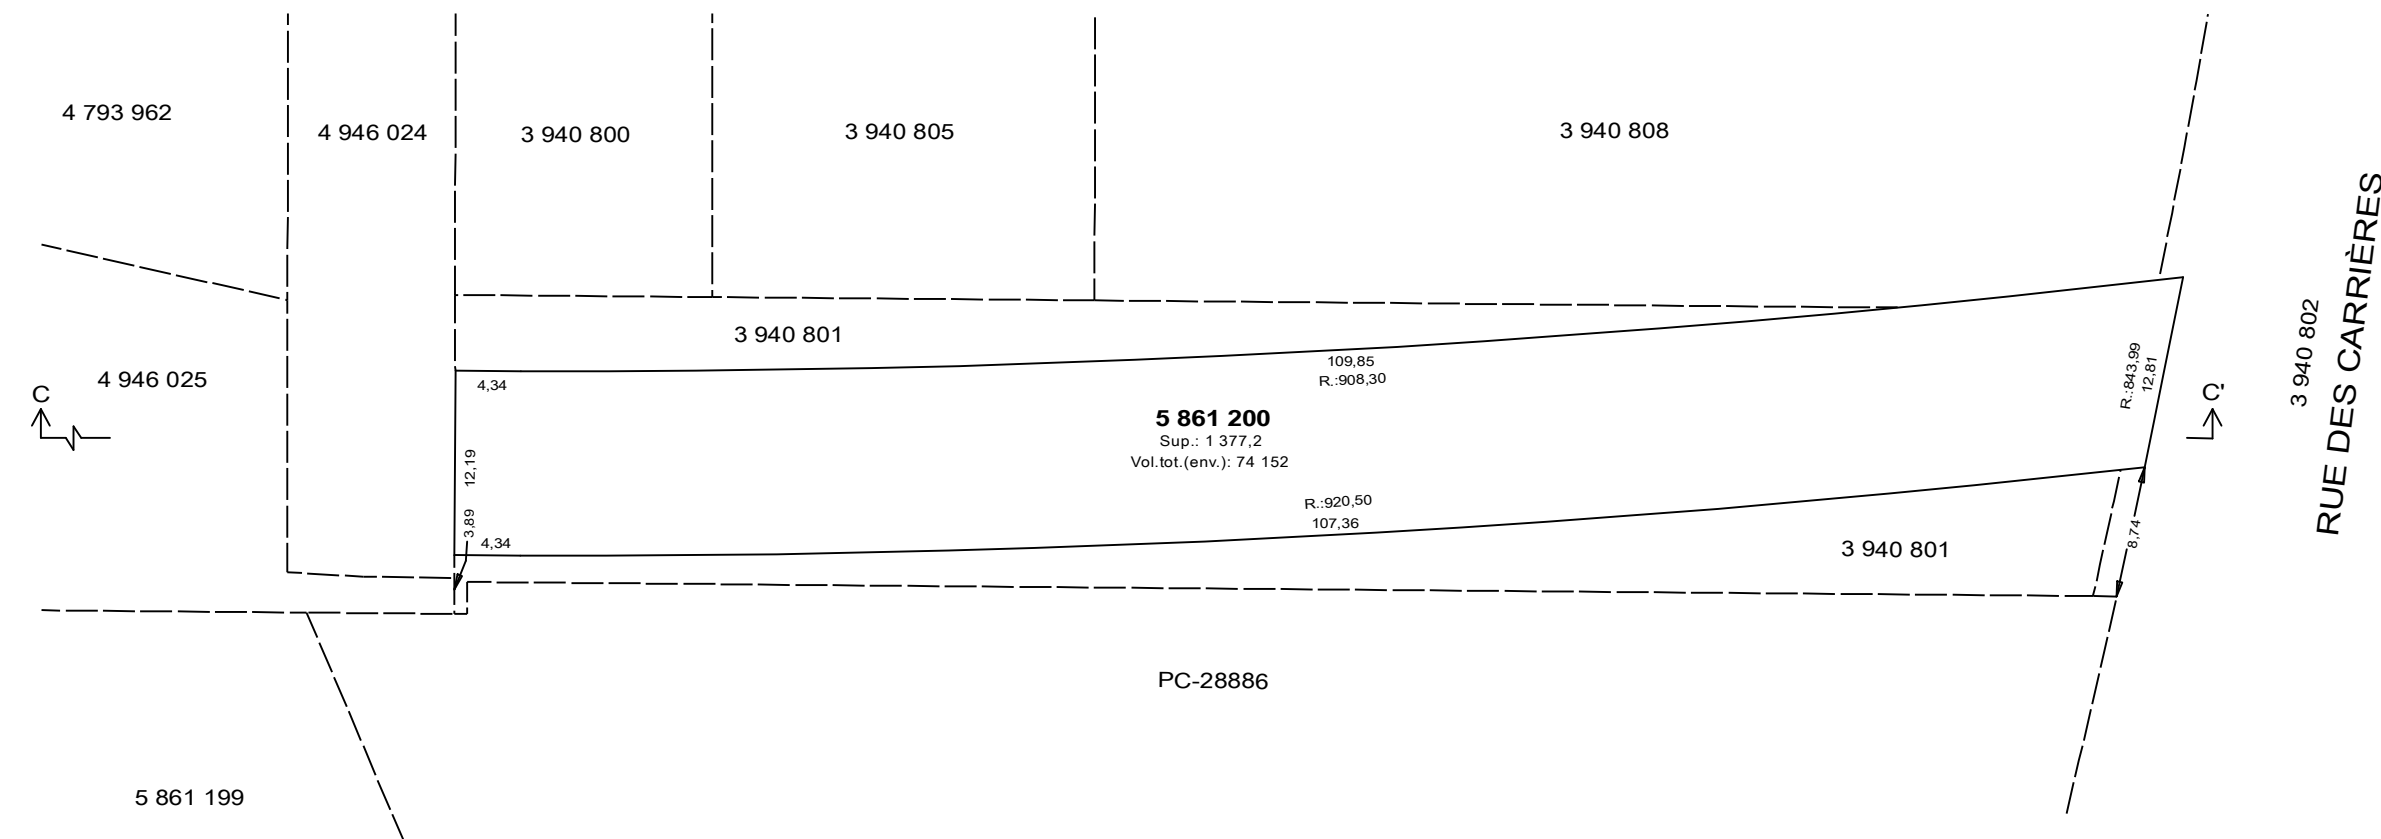 4 793 962
4 946 024
3 940 800
3 940 805
3 940 808
3 940 801
4 946 025
C
4,34
109,85
R.:908,30
5 861 200
Sup.: 1 377,2
Vol.tot.(env.): 74 152
R.:843,99
12,81
C'
3 940 802
RUE DES CARRIÈRES
12,19
3,89
4,34
R.:920,50
107,36
3 940 801
8,74
PC-28886
5 861 199